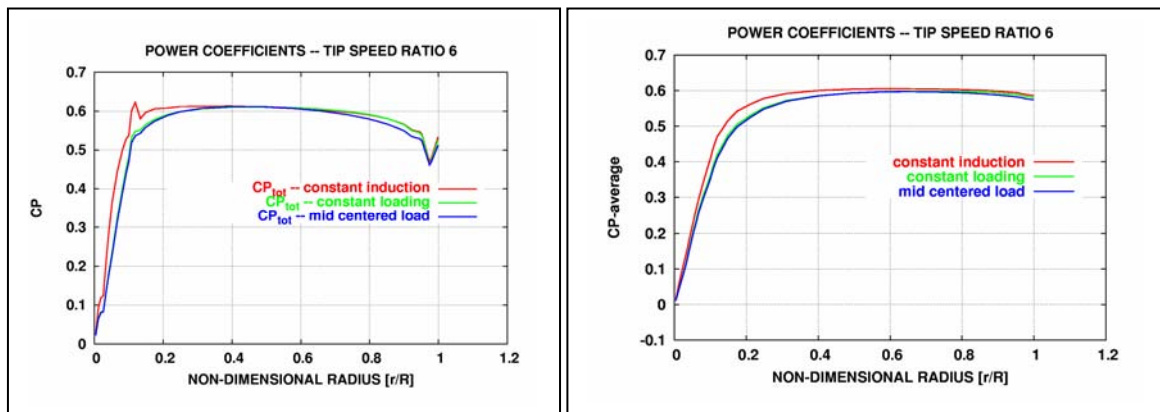 POWER COEFFICIENTS -- TIP SPEED RATIO 6
0.7
0.6
0.5
0.4
0.3
0.2
0.1
0
CP
CPtot -- constant induction
CPtot -- constant loading
CPtot -- mid centered load
0 0.2 0.4 0.6 0.8 1 1.2
NON-DIMENSIONAL RADIUS [r/R]
POWER COEFFICIENTS -- TIP SPEED RATIO 6
0.7
0.6
0.5
0.4
0.3
0.2
0.1
0
-0.1
CP-average
constant induction
constant loading
mid centered load
0 0.2 0.4 0.6 0.8 1 1.2
NON-DIMENSIONAL RADIUS [r/R]